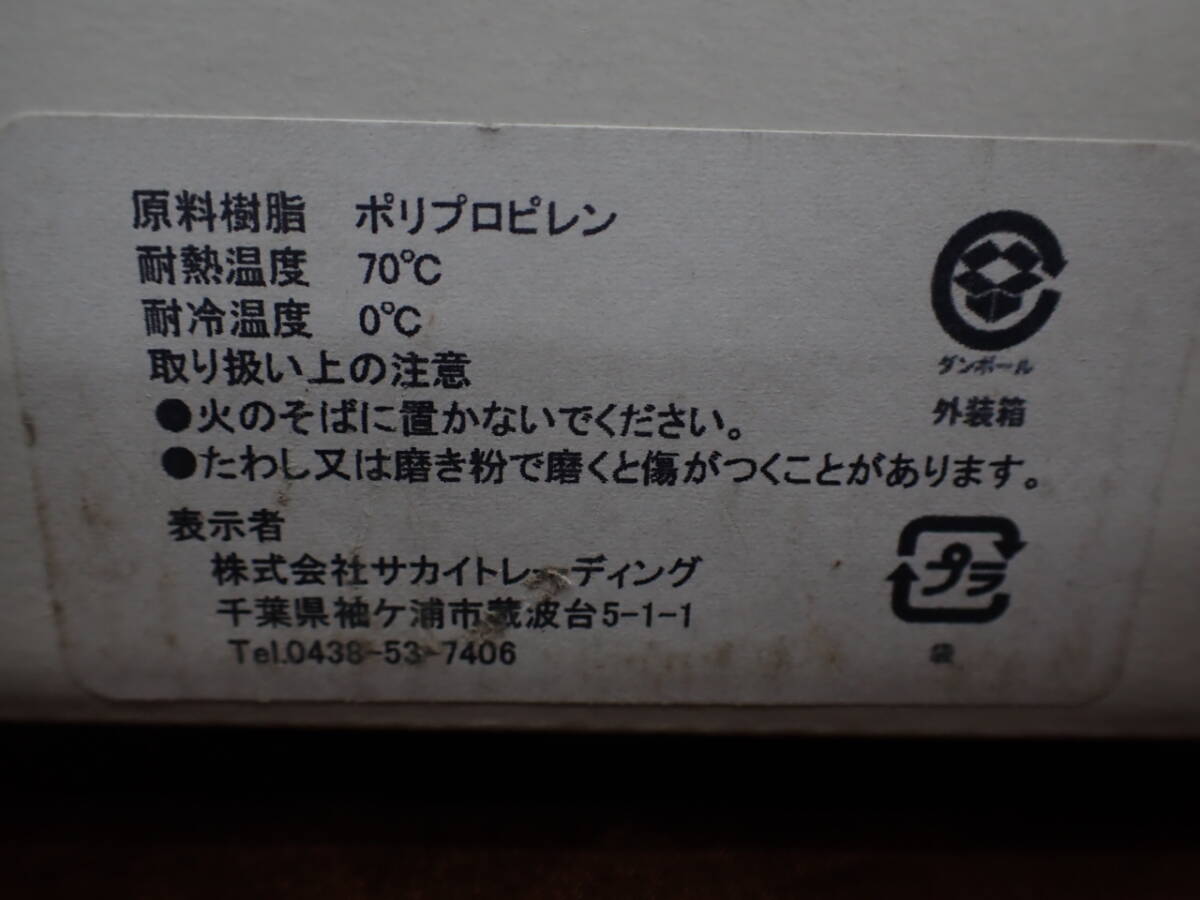 原料樹脂 ポリプロピレン
耐熱温度 70℃
耐冷温度 0℃
取り扱い上の注意
●火のそばに置かないでください。
●たわし又は磨き粉で磨くと傷がつくことがあります。
表示者
株式会社サカイトレーディング
千葉県袖ケ浦市蔵波台5-1-1
Tel.0438-53-7406
ダンボール
外装箱
プラ
袋